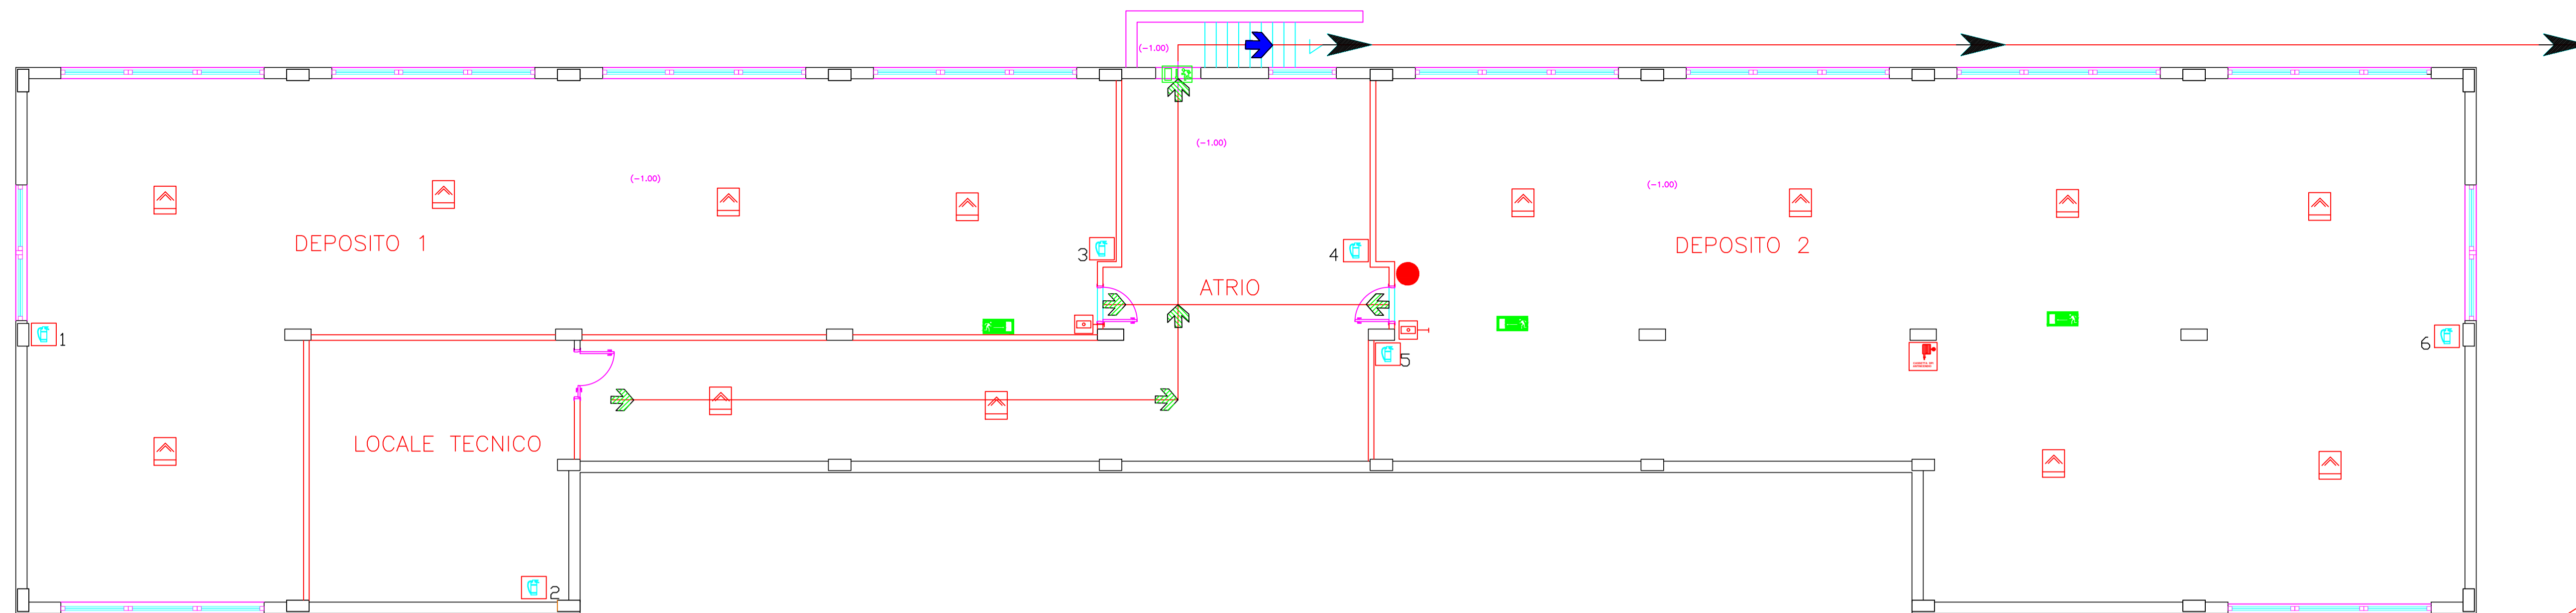 (-1.00)
(-1.00)
(-1.00)
(-1.00)
DEPOSITO 1
3
4
DEPOSITO 2
ATRIO
1
5
6
LOCALE TECNICO
2